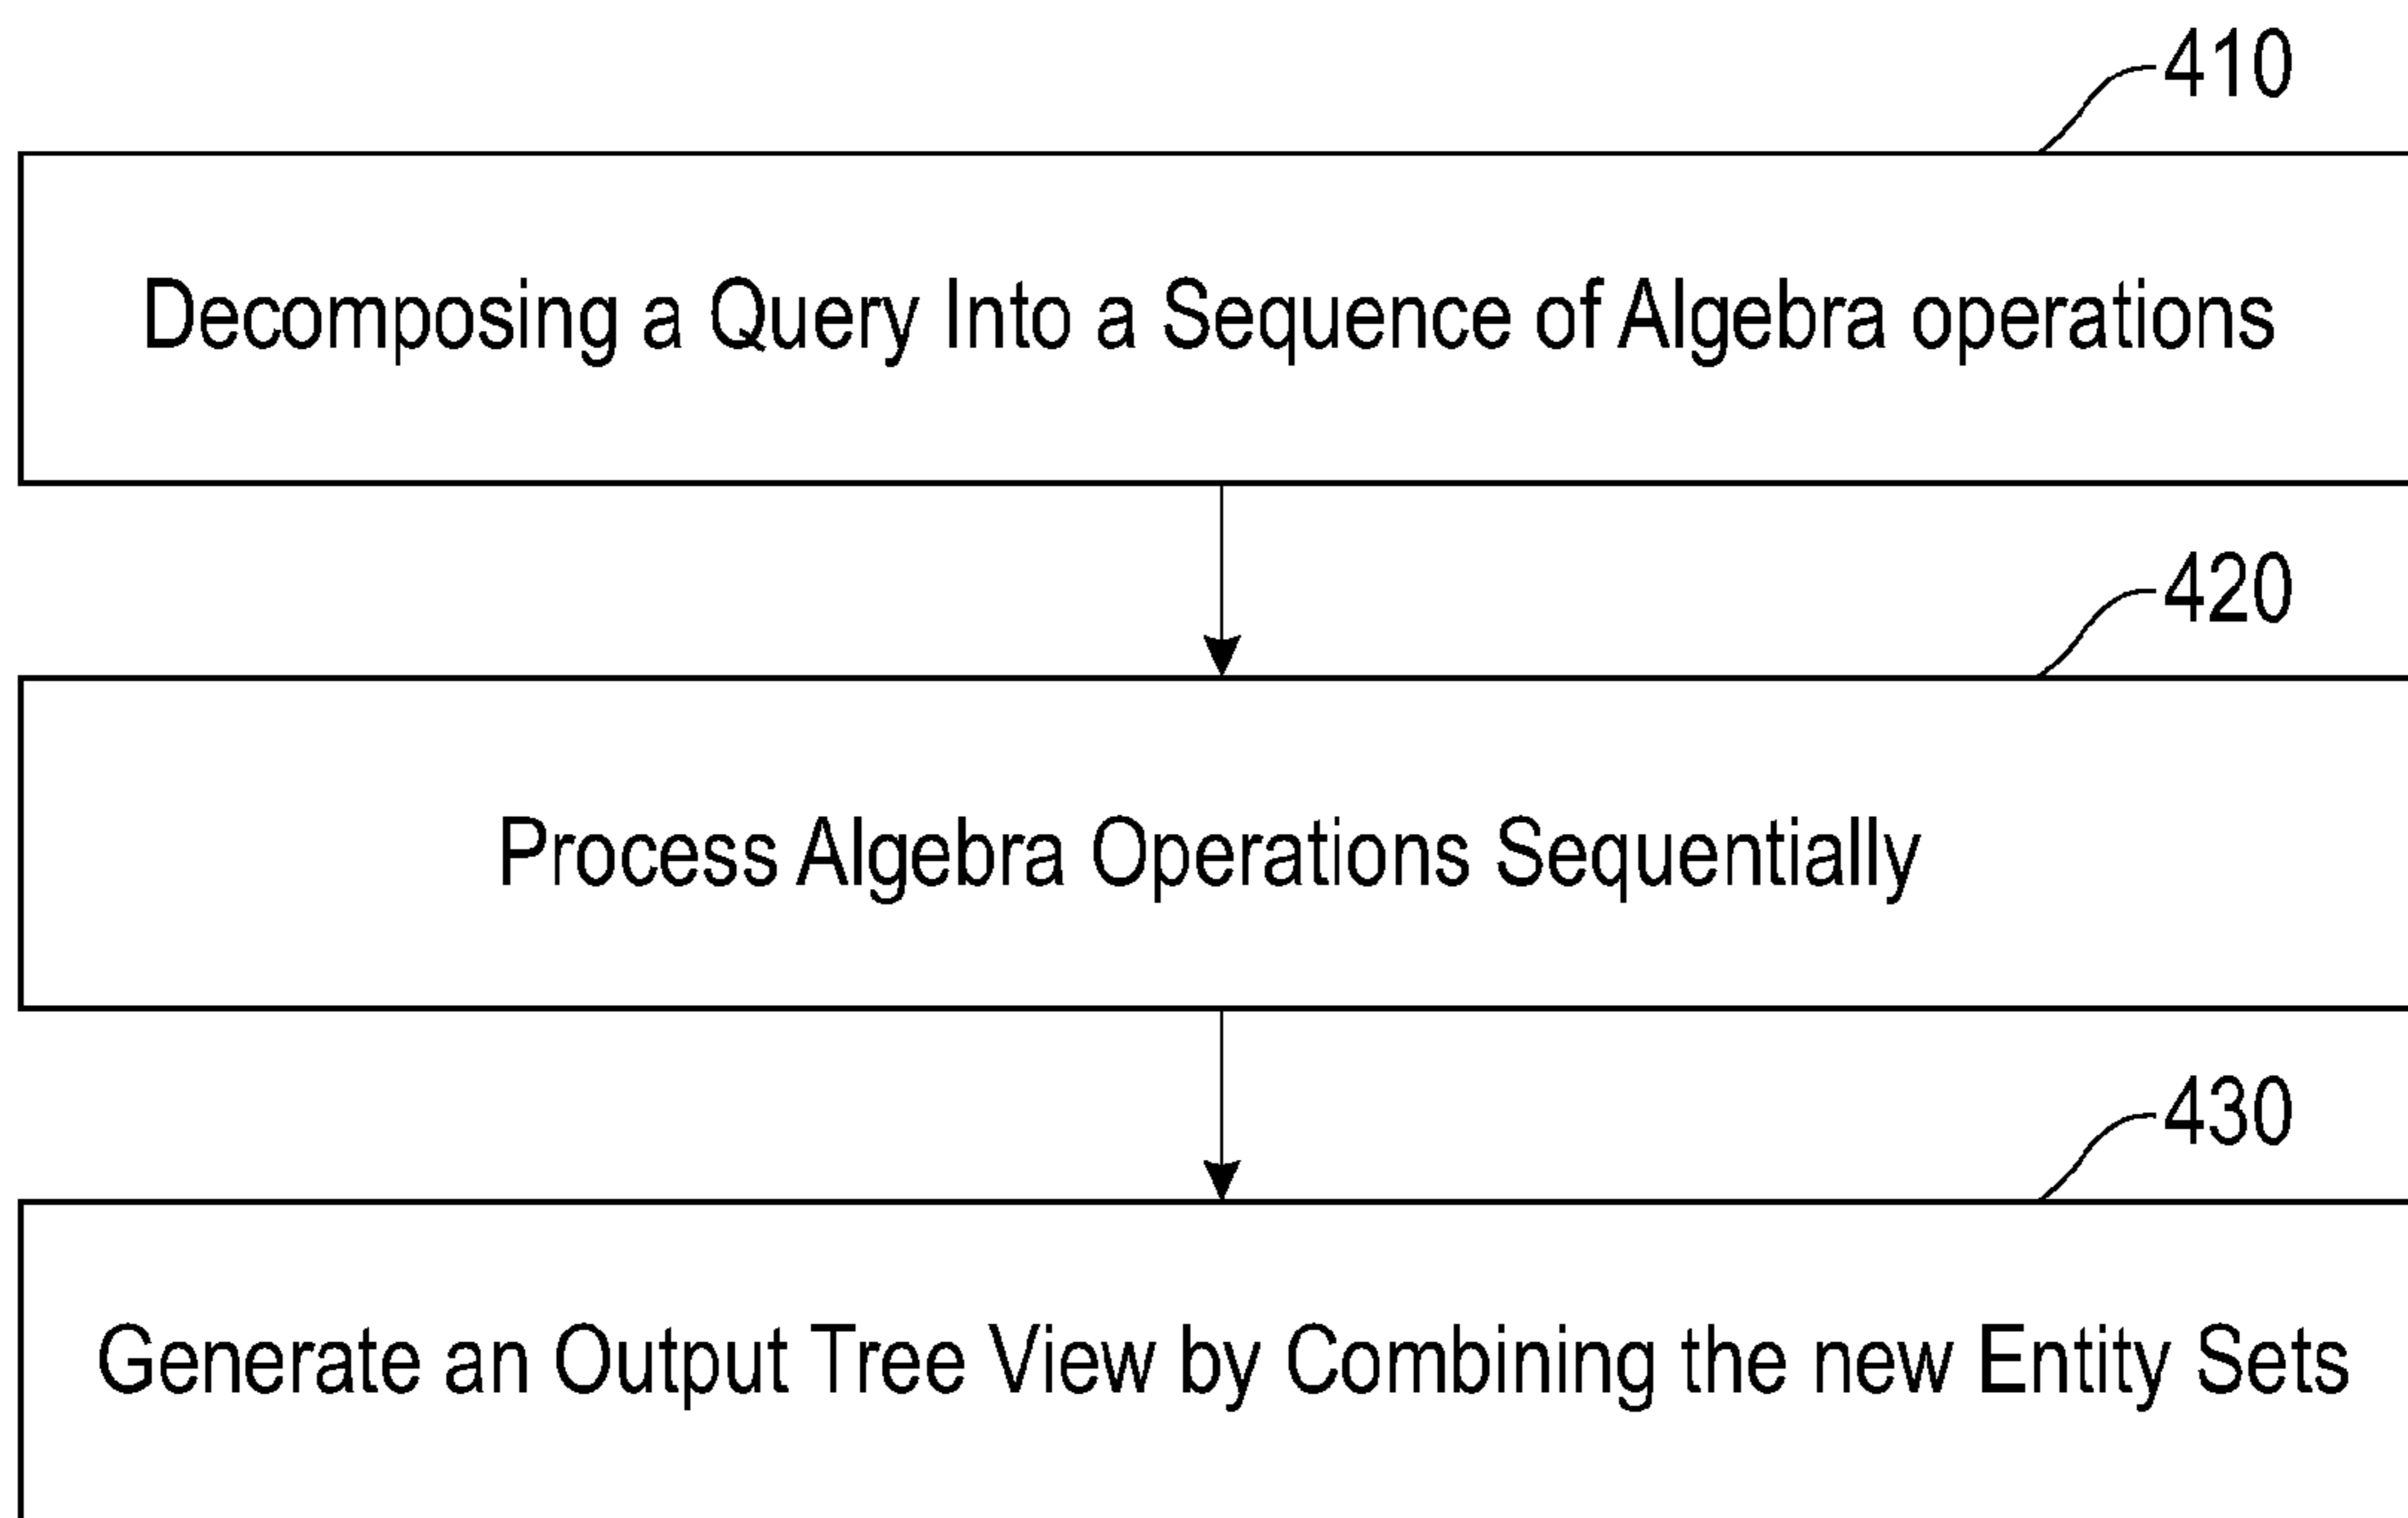 410
Decomposing a Query Into a Sequence of Algebra operations
420
Process Algebra Operations Sequentially
430
Generate an Output Tree View by Combining the new Entity Sets